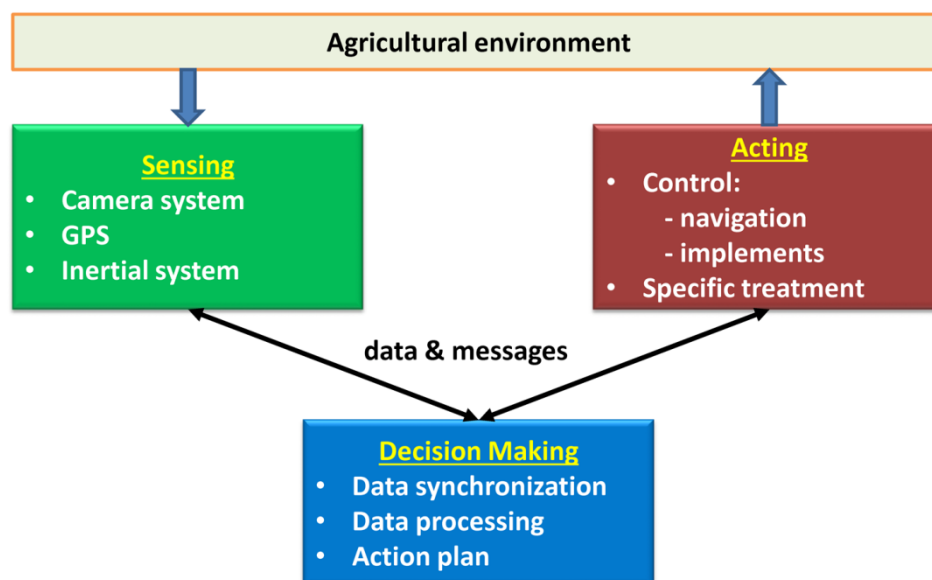 Agricultural environment
Sensing
• Camera system
• GPS
• Inertial system
Acting
• Control:
- navigation
- implements
• Specific treatment
data & messages
Decision Making
• Data synchronization
• Data processing
• Action plan